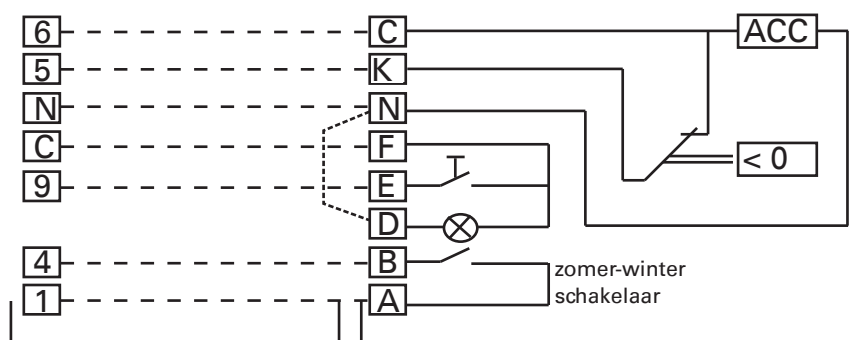 6 C ACC
5 K
N N
C F < 0
9 E
D
4 B zomer-winter
1 A schakelaar